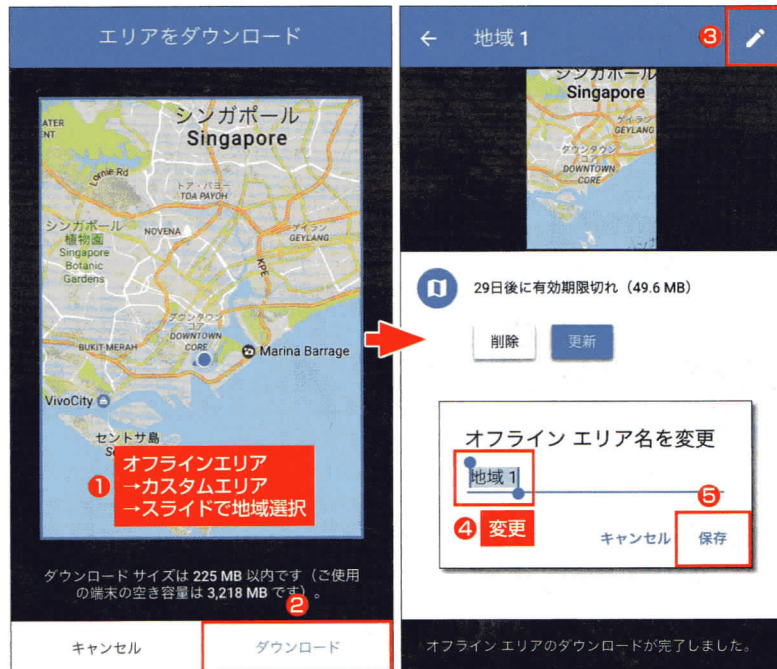 エリアをダウンロード
シンガポール
Singapore
ATER
NT
Lornie Rd
トア・パヨー
TOA PAYOH
シンガポール
植物園
Singapore
Botanic
Gardens
NOVENA
ゲイラン
GEYLANG
KPE
ダウンタウン
コア
DOWNTOWN
CORE
BUKIT MERAH
Marina Barrage
VivoCity
セントサ島
S
① オフラインエリア
→カスタムエリア
→スライドで地域選択
ダウンロード サイズは 225 MB 以内です（ご使用
の端末の空き容量は 3,218 MB です）。
②
キャンセル ダウンロード
← 地域 1 ③
シンガポール
Singapore
ゲイラン
GEYLANG
ダウンタウン
コア
DOWNTOWN
CORE
29日後に有効期限切れ（49.6 MB）
削除 更新
オフライン エリア名を変更
地域 1
④ 変更
⑤
キャンセル 保存
オフライン エリアのダウンロードが完了しました。